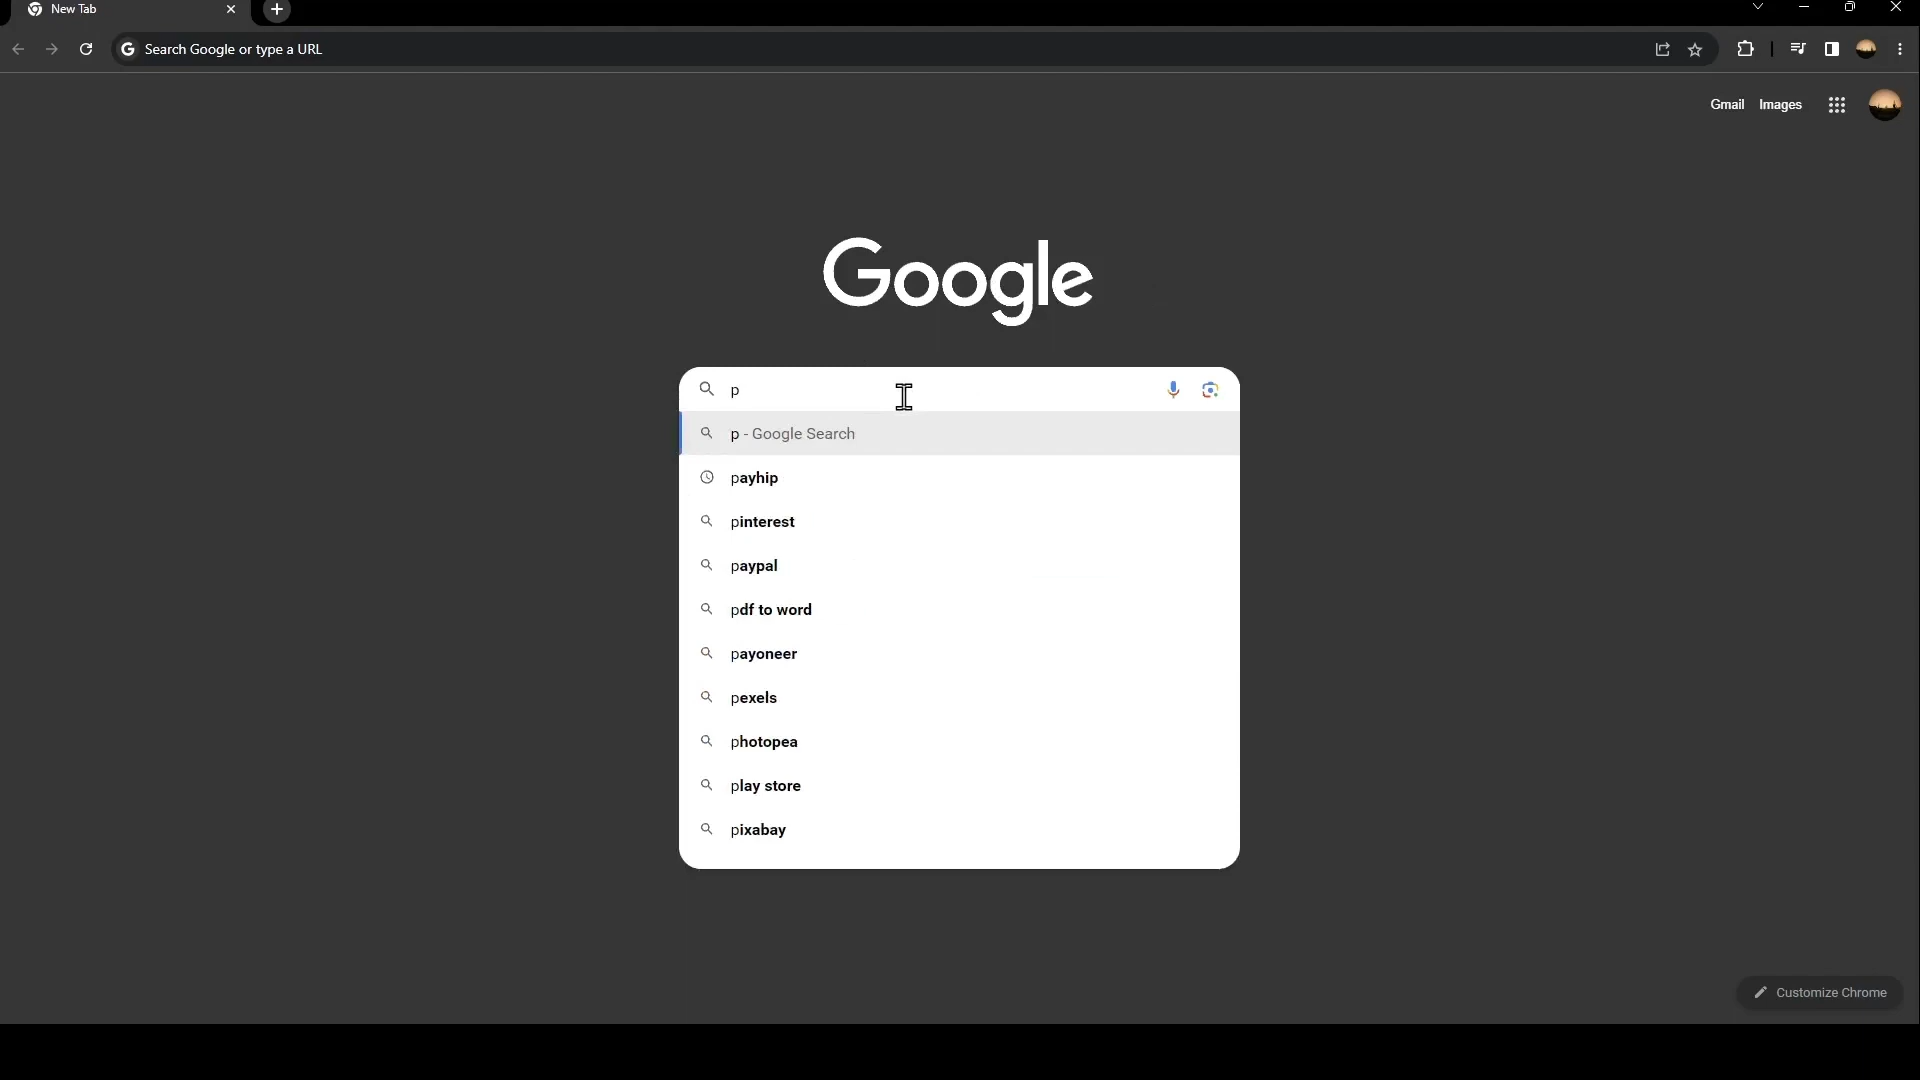 New Tab
Search Google or type a URL
Gmail Images
Google
p
p - Google Search
payhip
pinterest
paypal
pdf to word
payoneer
pexels
photopea
play store
pixabay
Customize Chrome